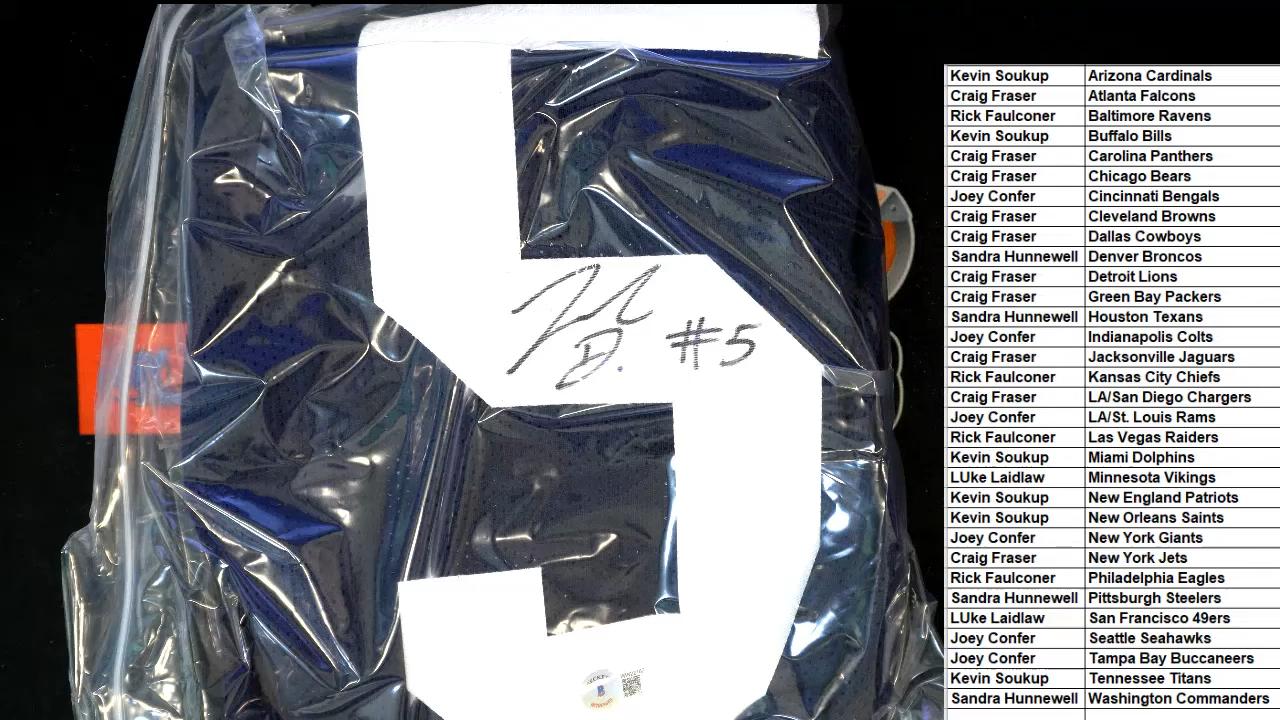 #5
Kevin Soukup Arizona Cardinals
Craig Fraser Atlanta Falcons
Rick Faulconer Baltimore Ravens
Kevin Soukup Buffalo Bills
Craig Fraser Carolina Panthers
Craig Fraser Chicago Bears
Joey Confer Cincinnati Bengals
Craig Fraser Cleveland Browns
Craig Fraser Dallas Cowboys
Sandra Hunnewell Denver Broncos
Craig Fraser Detroit Lions
Craig Fraser Green Bay Packers
Sandra Hunnewell Houston Texans
Joey Confer Indianapolis Colts
Craig Fraser Jacksonville Jaguars
Rick Faulconer Kansas City Chiefs
Craig Fraser LA/San Diego Chargers
Joey Confer LA/St. Louis Rams
Rick Faulconer Las Vegas Raiders
Kevin Soukup Miami Dolphins
LUke Laidlaw Minnesota Vikings
Kevin Soukup New England Patriots
Kevin Soukup New Orleans Saints
Joey Confer New York Giants
Craig Fraser New York Jets
Rick Faulconer Philadelphia Eagles
Sandra Hunnewell Pittsburgh Steelers
LUke Laidlaw San Francisco 49ers
Joey Confer Seattle Seahawks
Joey Confer Tampa Bay Buccaneers
Kevin Soukup Tennessee Titans
Sandra Hunnewell Washington Commanders
5